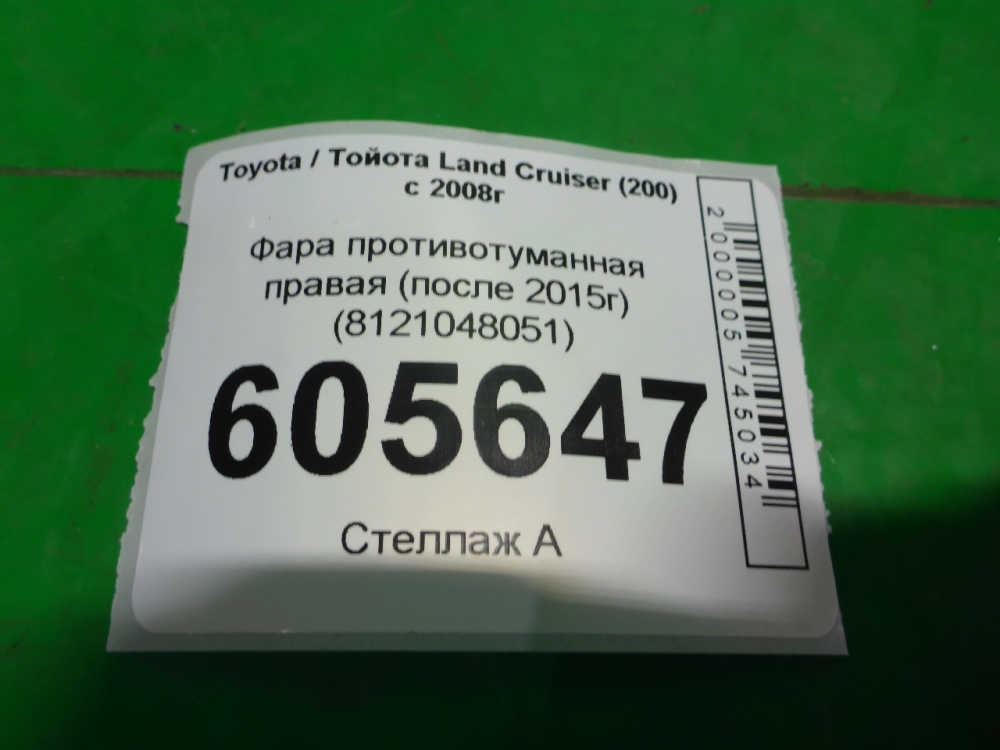 Toyota / Тойота Land Cruiser (200)
с 2008г
Фара противотуманная
правая (после 2015г)
(8121048051)
605647
Стеллаж А
2000005745034